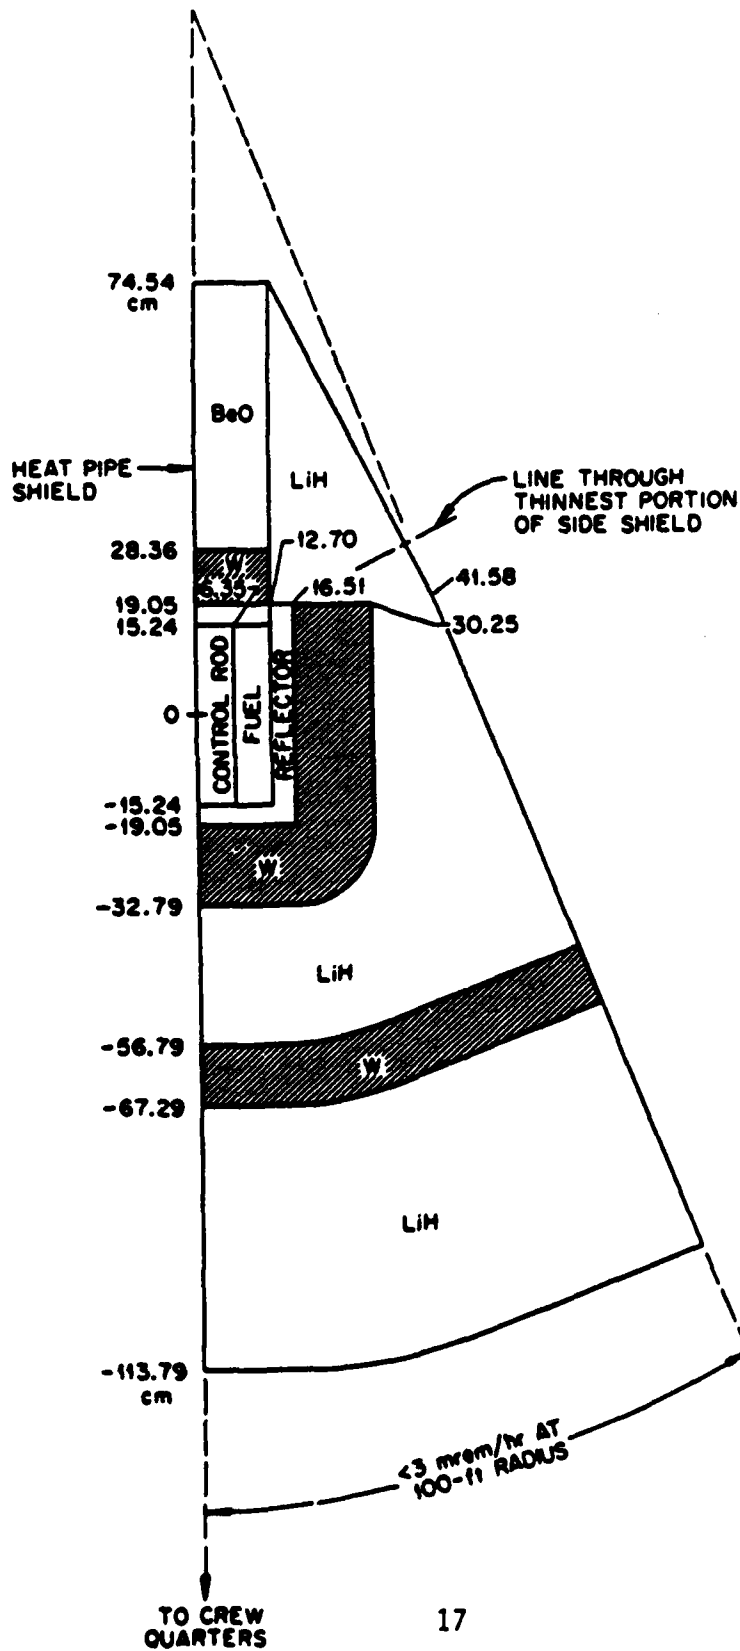 74.54
cm
BeO
HEAT PIPE
SHIELD
LiH
LINE THROUGH
THINNEST PORTION
OF SIDE SHIELD
28.36
12.70
W
6.35
16.51
41.58
19.05
15.24
30.25
CONTROL ROD
FUEL
REFLECTOR
0
-15.24
-19.05
W
-32.79
LiH
-56.79
W
-67.29
LiH
-113.79
cm
<3 mrem/hr AT
100-ft RADIUS
TO CREW
QUARTERS
17